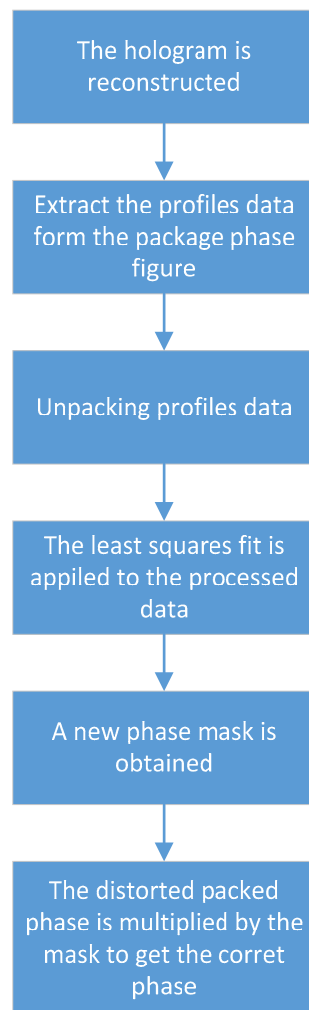 The hologram is
reconstructed
Extract the profiles data
form the package phase
figure
Unpacking profiles data
The least squares fit is
appiled to the processed
data
A new phase mask is
obtained
The distorted packed
phase is multiplied by the
mask to get the corret
phase